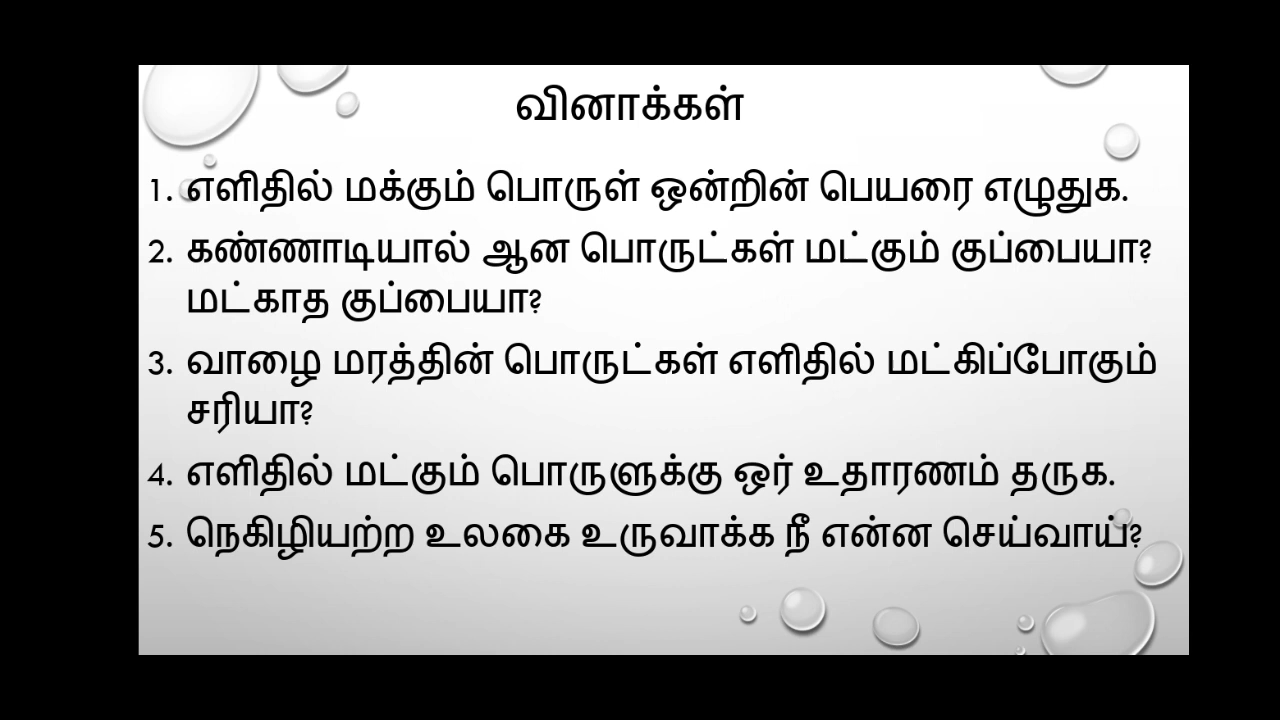 வினாக்கள்
1. எளிதில் மக்கும் பொருள் ஒன்றின் பெயரை எழுதுக.
2. கண்ணாடியால் ஆன பொருட்கள் மட்கும் குப்பையா?
மட்காத குப்பையா?
3. வாழை மரத்தின் பொருட்கள் எளிதில் மட்கிப்போகும்
சரியா?
4. எளிதில் மட்கும் பொருளுக்கு ஒர் உதாரணம் தருக.
5. நெகிழியற்ற உலகை உருவாக்க நீ என்ன செய்வாய்?